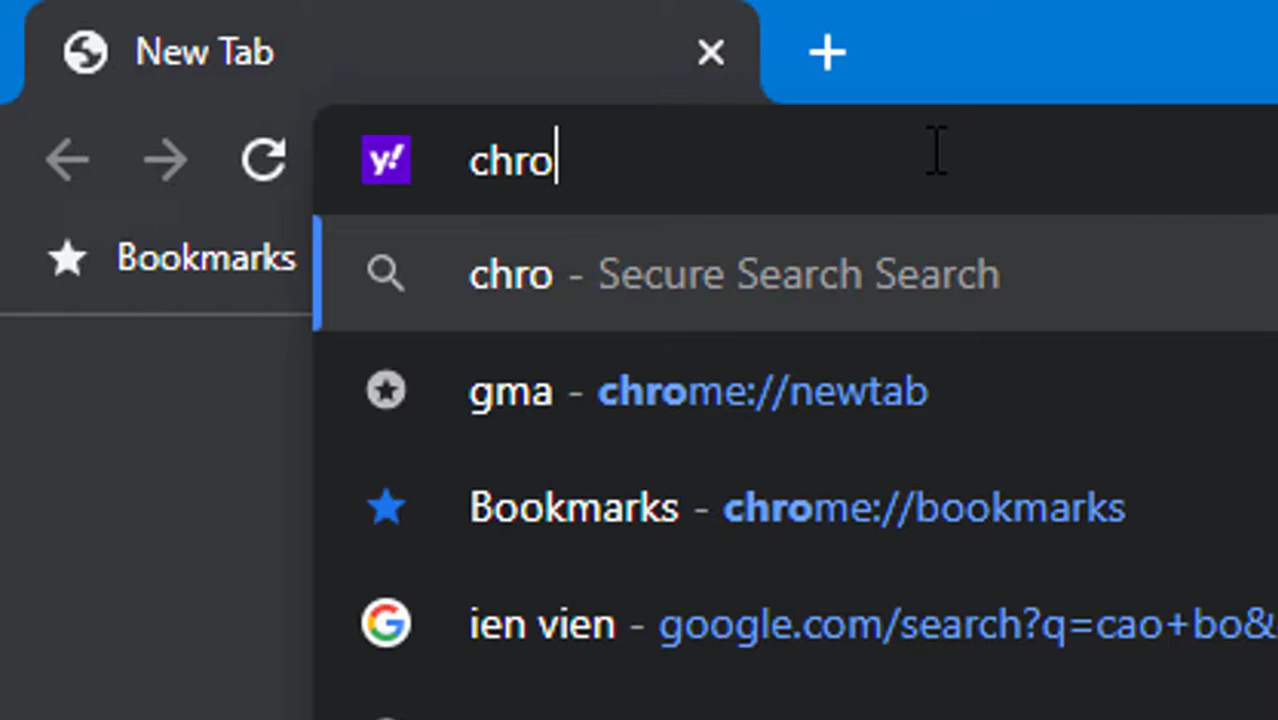 New Tab
y! chro
Bookmarks
chro - Secure Search Search
gma - chrome://newtab
Bookmarks - chrome://bookmarks
ien vien - google.com/search?q=cao+bo&